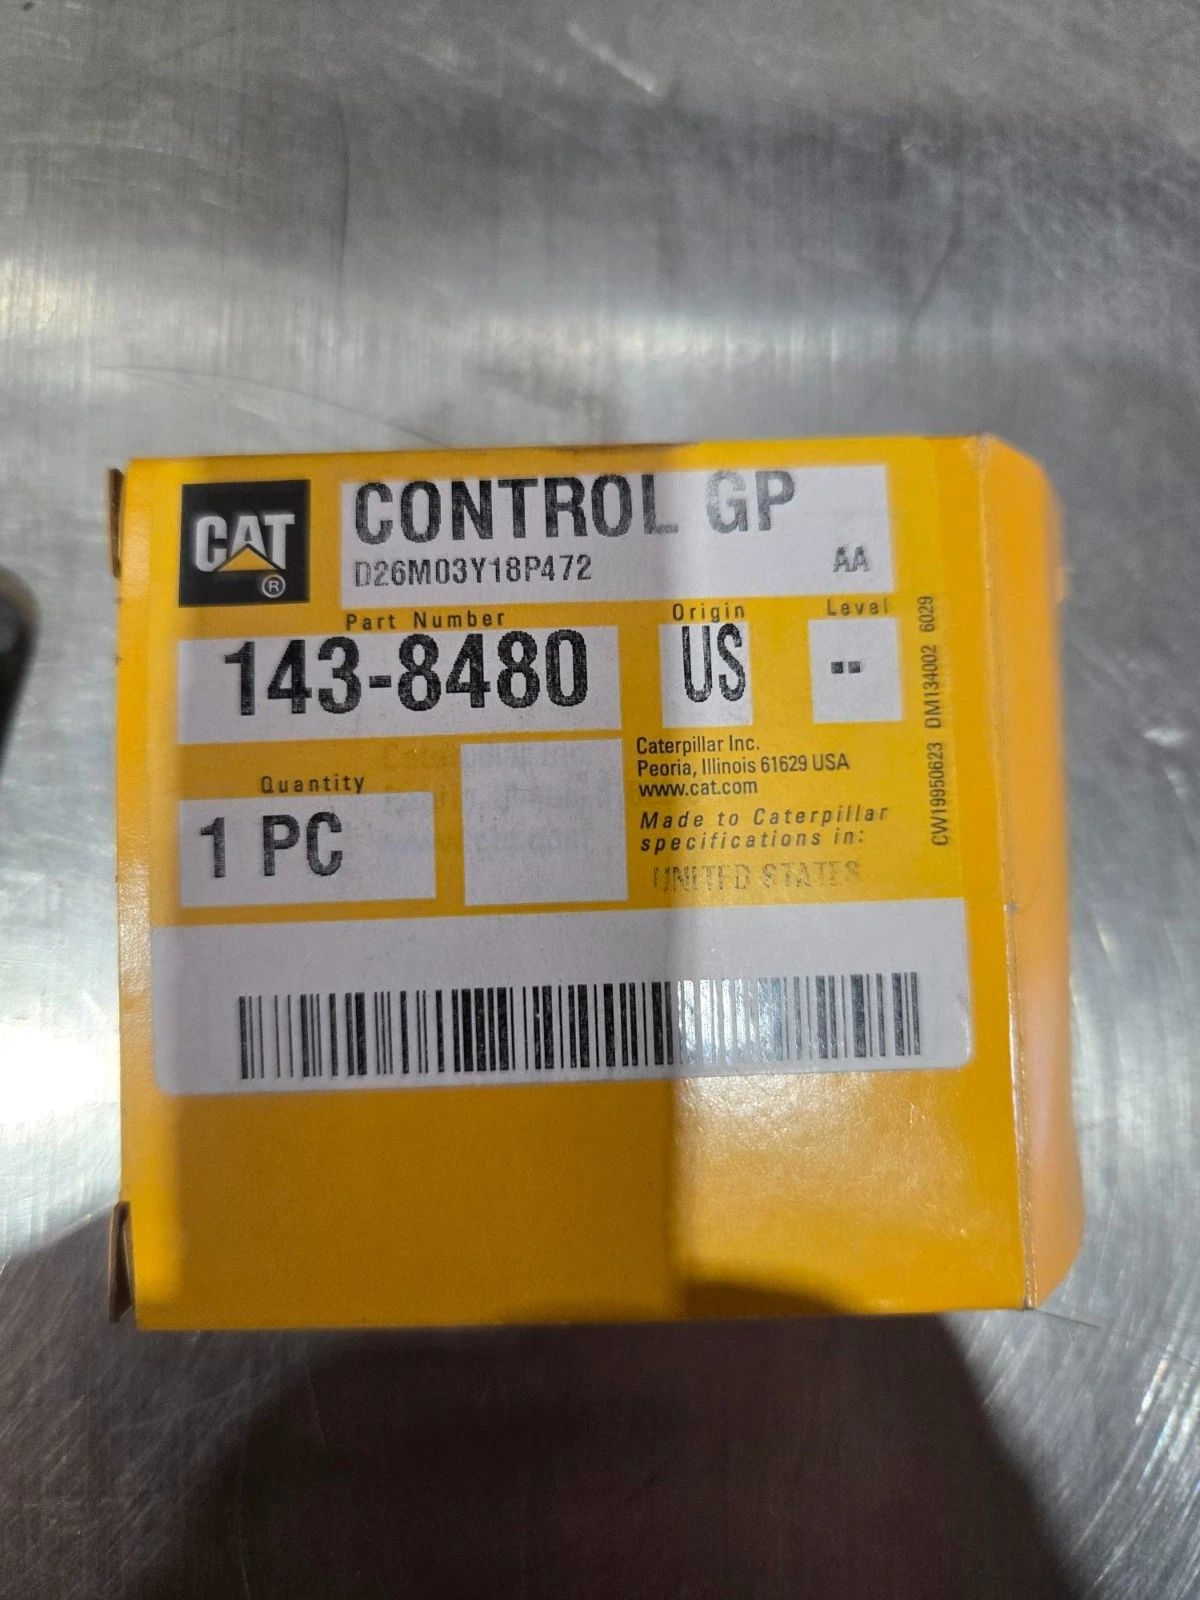 CAT
®
CONTROL GP
D26M03Y18P472 AA
Part Number
143-8480
Origin
US
Level
--
Quantity
1 PC
Caterpillar Inc.
Peoria, Illinois 61629 USA
www.cat.com
Made to Caterpillar
specifications in:
UNITED STATES
CW19950623 DM134002 6029